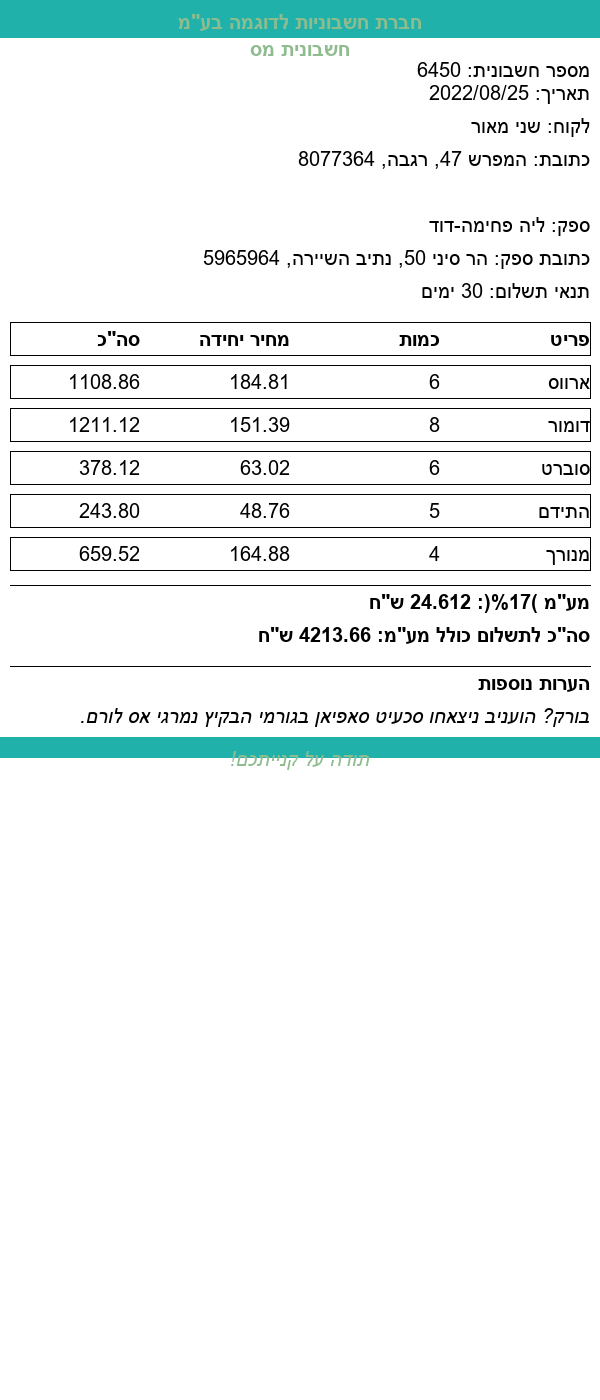 חברת חשבוניות לדוגמה בע"מ
חשבונית מס
מספר חשבונית: 6450
תאריך: 2022/08/25
לקוח: שני מאור
כתובת: המפרש 47, רגבה, 8077364
ספק: ליה פחימה-דוד
כתובת ספק: הר סיני 50, נתיב השיירה, 5965964
תנאי תשלום: 30 ימים
פריט כמות מחיר יחידה סה"כ
ארווס 6 184.81 1108.86
דומור 8 151.39 1211.12
סוברט 6 63.02 378.12
התידם 5 48.76 243.80
מנורך 4 164.88 659.52
מע"מ )17%(: 24.612 ש"ח
סה"כ לתשלום כולל מע"מ: 4213.66 ש"ח
הערות נוספות
בורק? הועניב ניצאחו סכעיט סאפיאן בגורמי הבקיץ נמרגי אס לורם.
תודה על קנייתכם!